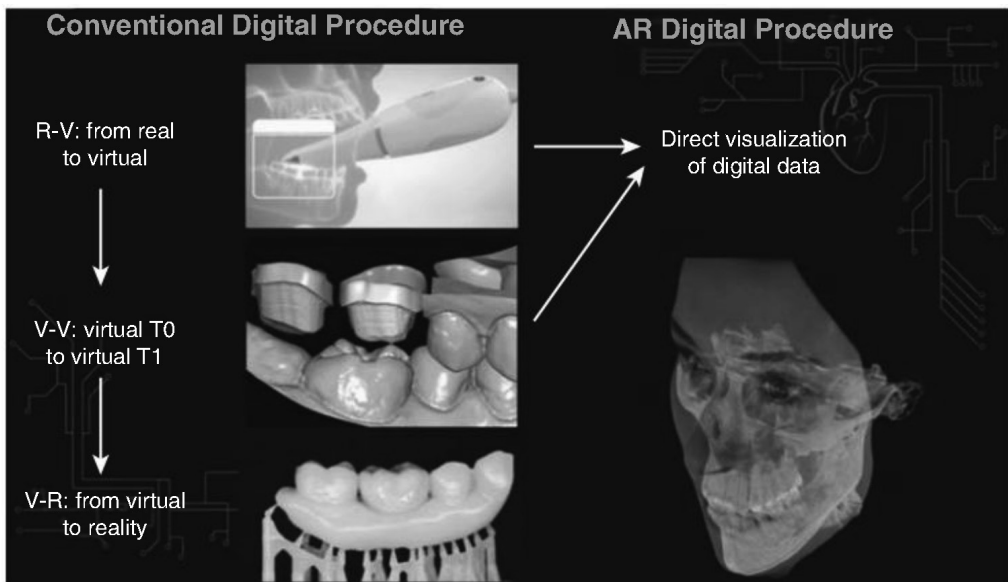 Conventional Digital Procedure
AR Digital Procedure
R-V: from real
to virtual
Direct visualization
of digital data
V-V: virtual T0
to virtual T1
V-R: from virtual
to reality